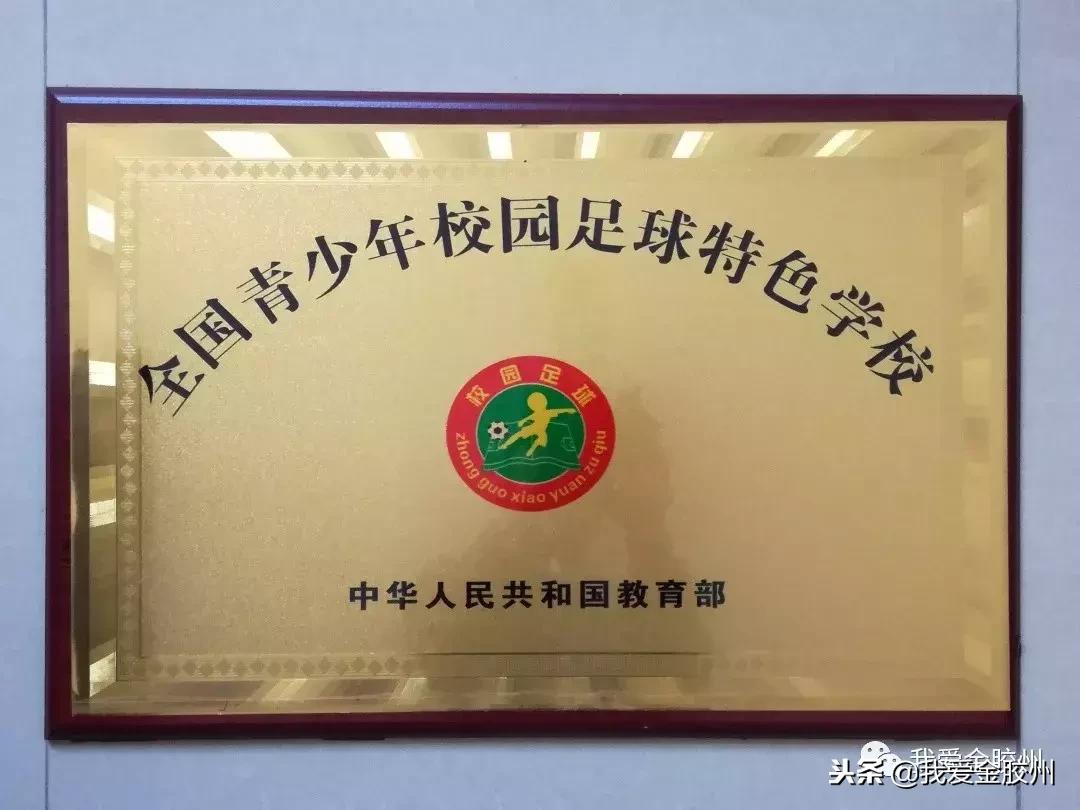 全国青少年校园足球特色学校
校园足球
zhong guo xiao yuan zu qiu
中华人民共和国教育部
我爱金胶州
头条@我爱金胶州